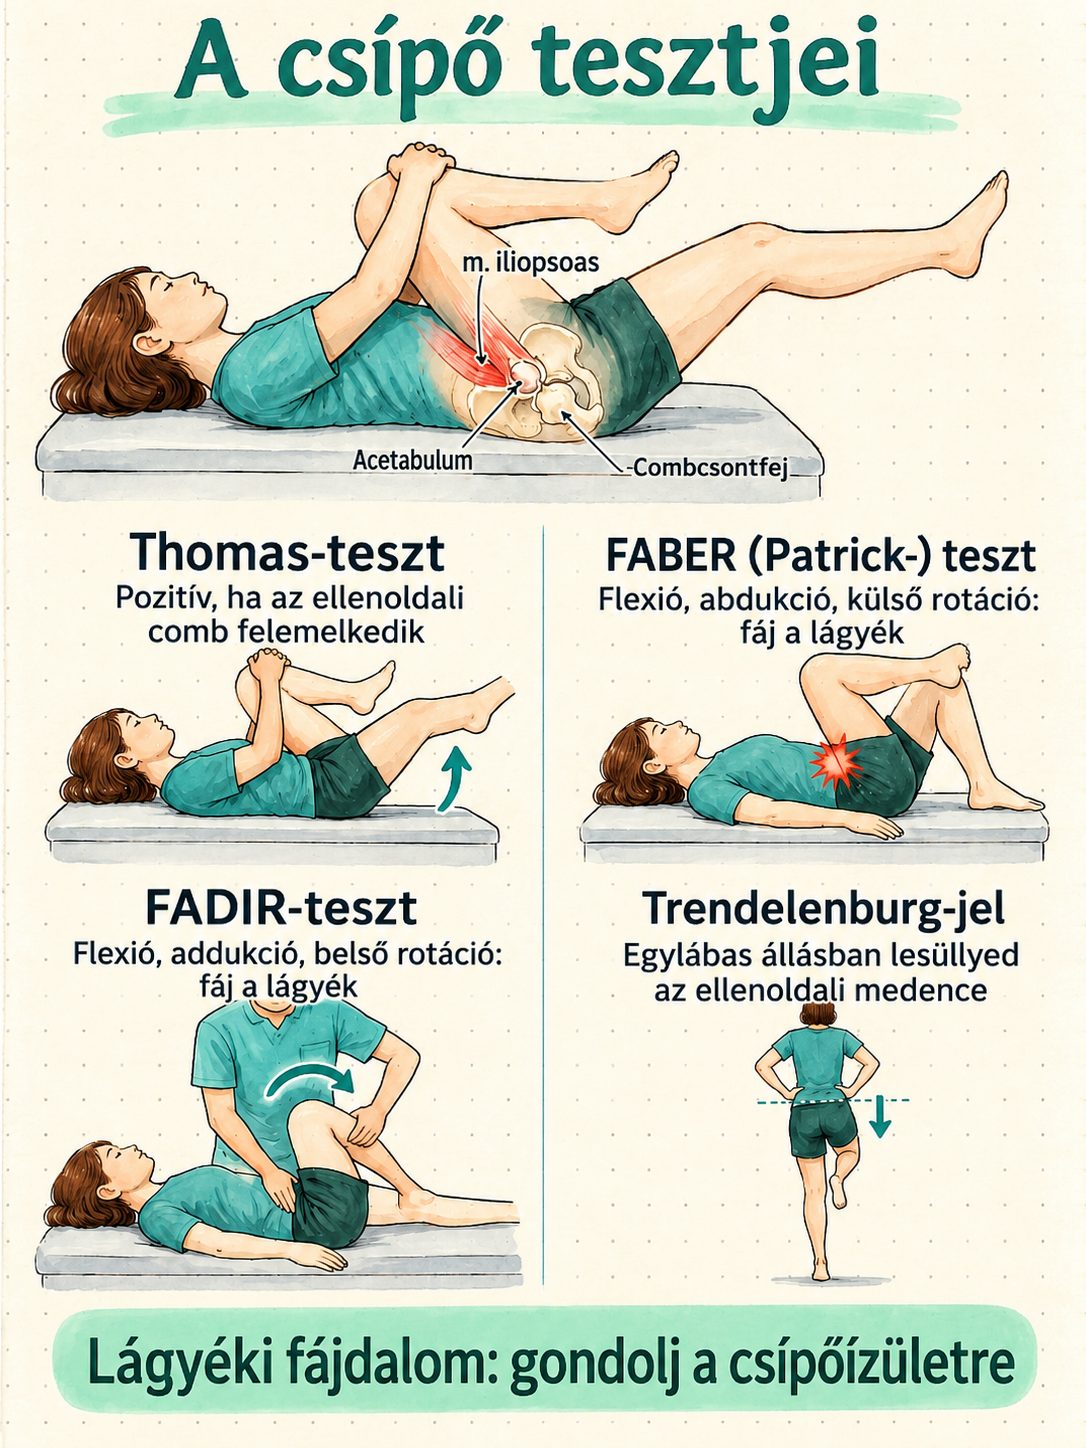 A csípő tesztjei
m. iliopsoas
Acetabulum
Combcsontfej
Thomas-teszt
Pozitív, ha az ellenoldali
comb felemelkedik
FABER (Patrick-) teszt
Flexió, abdukció, külső rotáció:
fáj a lágyék
FADIR-teszt
Flexió, addukció, belső rotáció:
fáj a lágyék
Trendelenburg-jel
Egylábas állásban lesüllyed
az ellenoldali medence
Lágyéki fájdalom: gondolj a csípőízületre